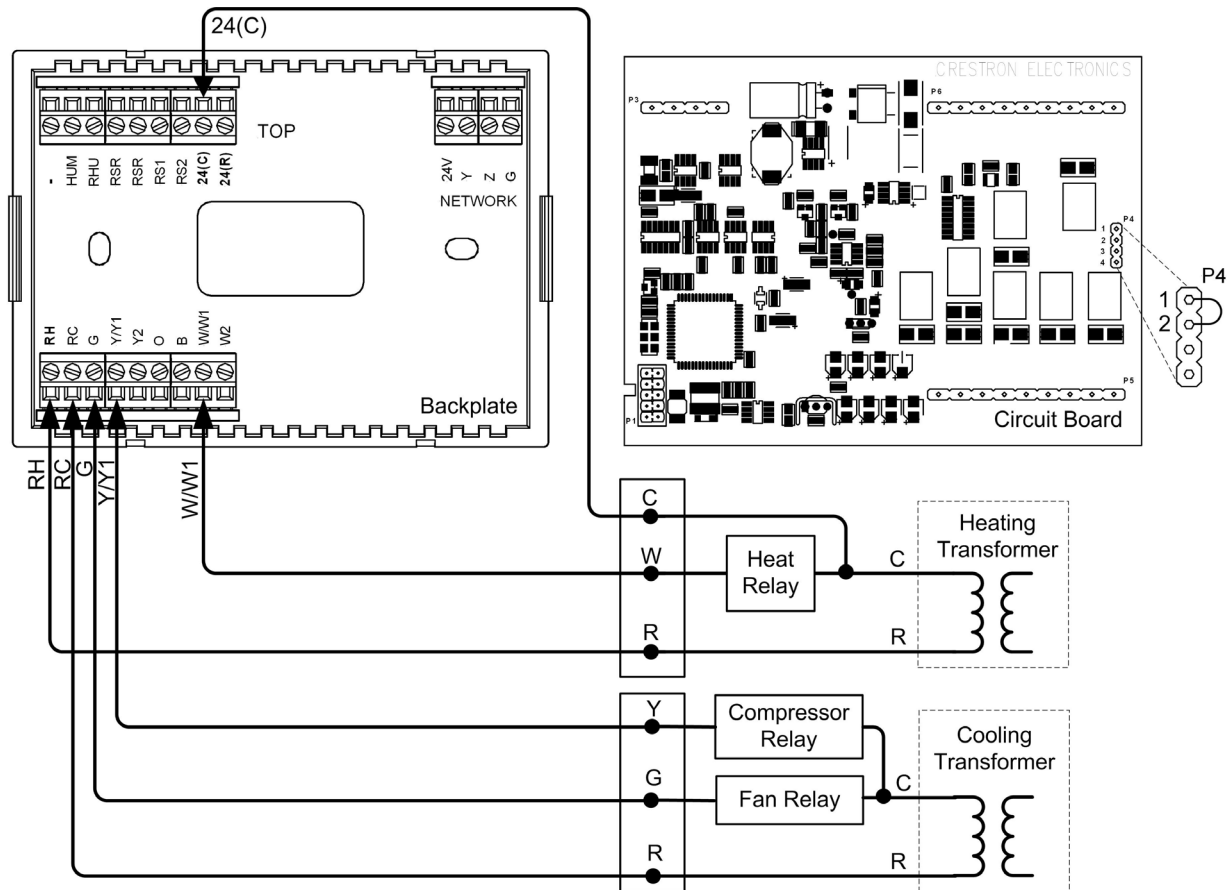 24(C)
CRESTRON ELECTRONICS
P3
P6
TOP
-
HUM
RHU
RSR
RSR
RS1
RS2
24(C)
24(R)
24V
Y
Z
G
NETWORK
P4
1
2
3
4
P4
1
2
RH
RC
G
Y/Y1
Y2
O
B
W/W1
W2
Backplate
P1
P5
Circuit Board
RH
RC
G
Y/Y1
W/W1
C
W
R
Heat
Relay
C
R
Heating
Transformer
Y
G
R
Compressor
Relay
Fan Relay
C
R
Cooling
Transformer